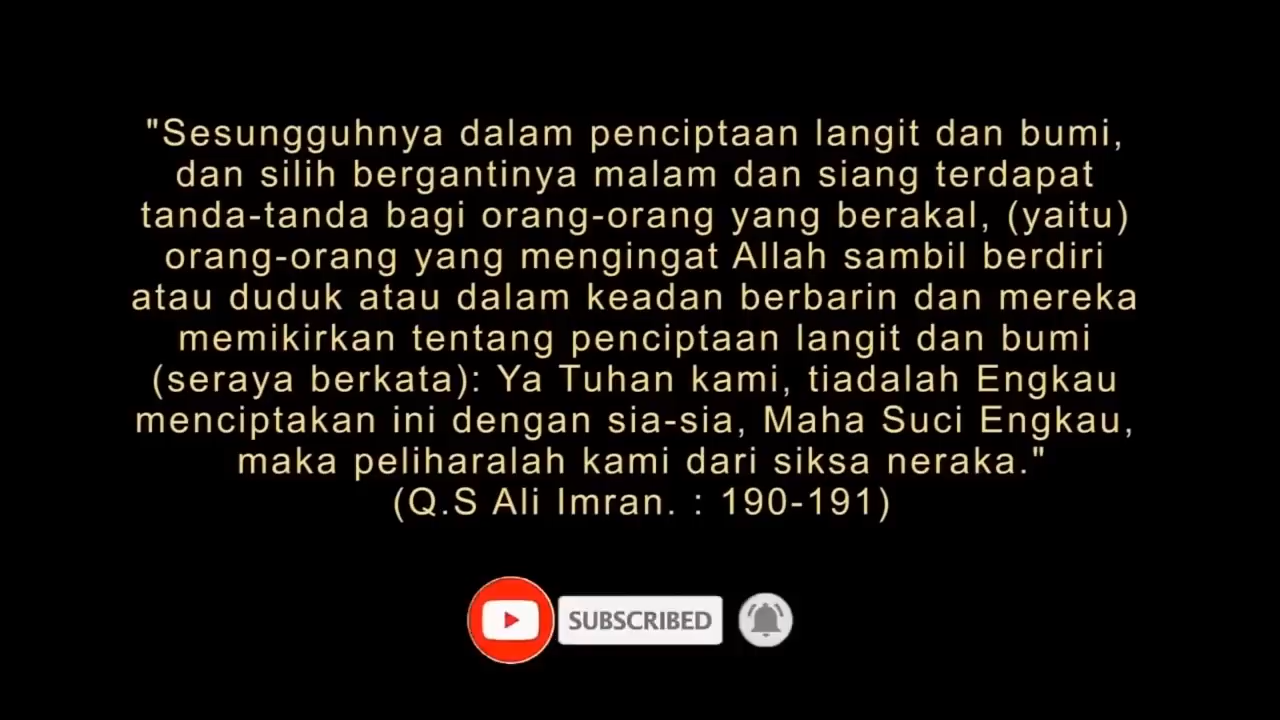 "Sesungguhnya dalam penciptaan langit dan bumi,
dan silih bergantinya malam dan siang terdapat
tanda-tanda bagi orang-orang yang berakal, (yaitu)
orang-orang yang mengingat Allah sambil berdiri
atau duduk atau dalam keadan berbarin dan mereka
memikirkan tentang penciptaan langit dan bumi
(seraya berkata): Ya Tuhan kami, tiadalah Engkau
menciptakan ini dengan sia-sia, Maha Suci Engkau,
maka peliharalah kami dari siksa neraka."
(Q.S Ali Imran. : 190-191)
SUBSCRIBED